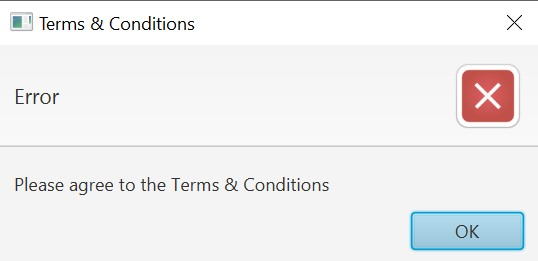 Terms & Conditions
Error
Please agree to the Terms & Conditions
OK